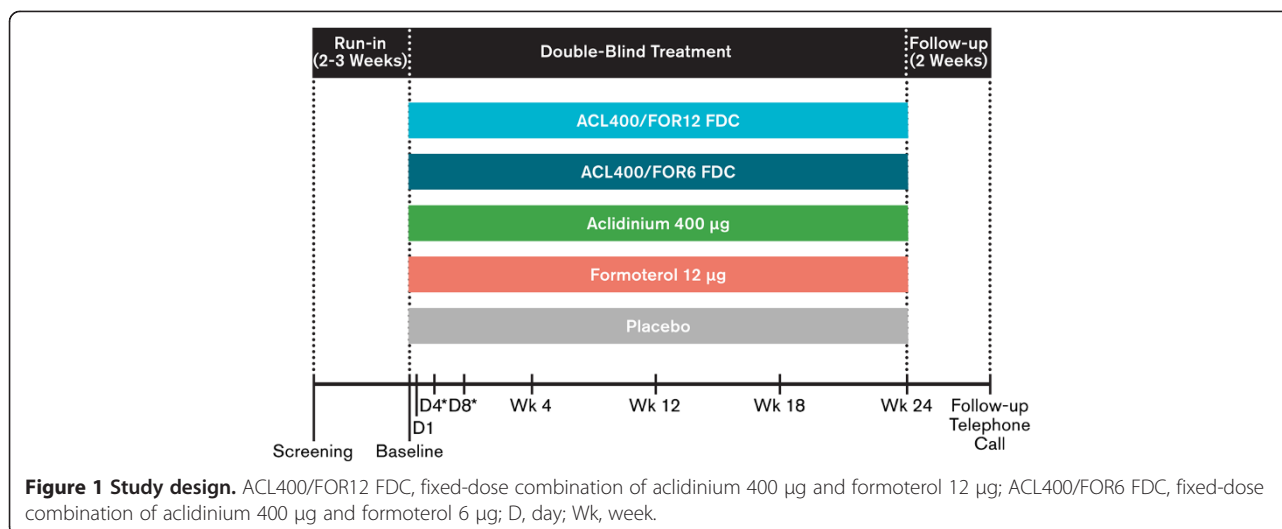 Run-in
(2-3 Weeks)
Double-Blind Treatment
Follow-up
(2 Weeks)
ACL400/FOR12 FDC
ACL400/FOR6 FDC
Aclidinium 400 μg
Formoterol 12 μg
Placebo
D4* D8* Wk 4 Wk 12 Wk 18 Wk 24 Follow-up
D1 Telephone
Screening Baseline Call
Figure 1 Study design. ACL400/FOR12 FDC, fixed-dose combination of aclidinium 400 μg and formoterol 12 μg; ACL400/FOR6 FDC, fixed-dose
combination of aclidinium 400 μg and formoterol 6 μg; D, day; Wk, week.